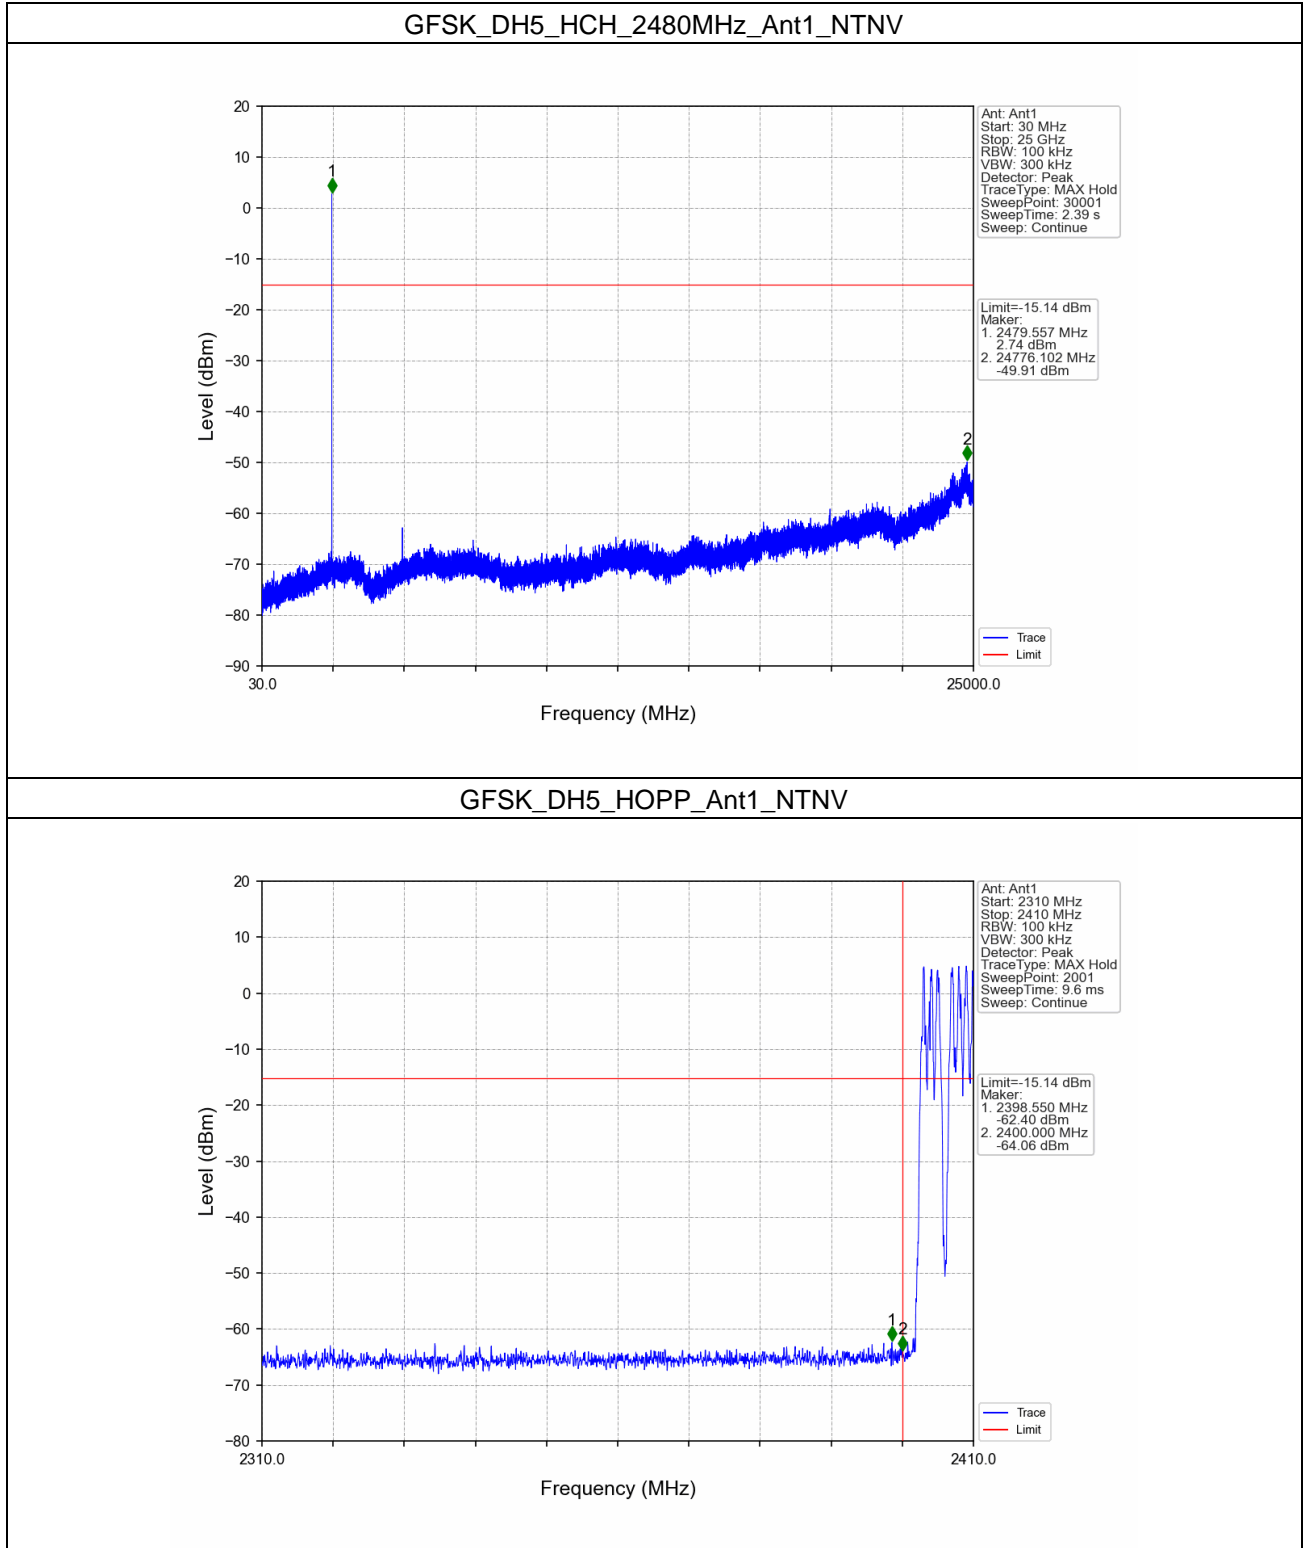 GFSK_DH5_HCH_2480MHz_Ant1_NTNV
20
10
0
−10
−20
−30
−40
−50
−60
−70
−80
−90
Level (dBm)
1
2
30.0
25000.0
Frequency (MHz)
Ant: Ant1
Start: 30 MHz
Stop: 25 GHz
RBW: 100 kHz
VBW: 300 kHz
Detector: Peak
TraceType: MAX Hold
SweepPoint: 30001
SweepTime: 2.39 s
Sweep: Continue
Limit=-15.14 dBm
Maker:
1. 2479.557 MHz
2.74 dBm
2. 24776.102 MHz
-49.91 dBm
Trace
Limit
GFSK_DH5_HOPP_Ant1_NTNV
20
10
0
−10
−20
−30
−40
−50
−60
−70
−80
Level (dBm)
1
2
2310.0
2410.0
Frequency (MHz)
Ant: Ant1
Start: 2310 MHz
Stop: 2410 MHz
RBW: 100 kHz
VBW: 300 kHz
Detector: Peak
TraceType: MAX Hold
SweepPoint: 2001
SweepTime: 9.6 ms
Sweep: Continue
Limit=-15.14 dBm
Maker:
1. 2398.550 MHz
-62.40 dBm
2. 2400.000 MHz
-64.06 dBm
Trace
Limit